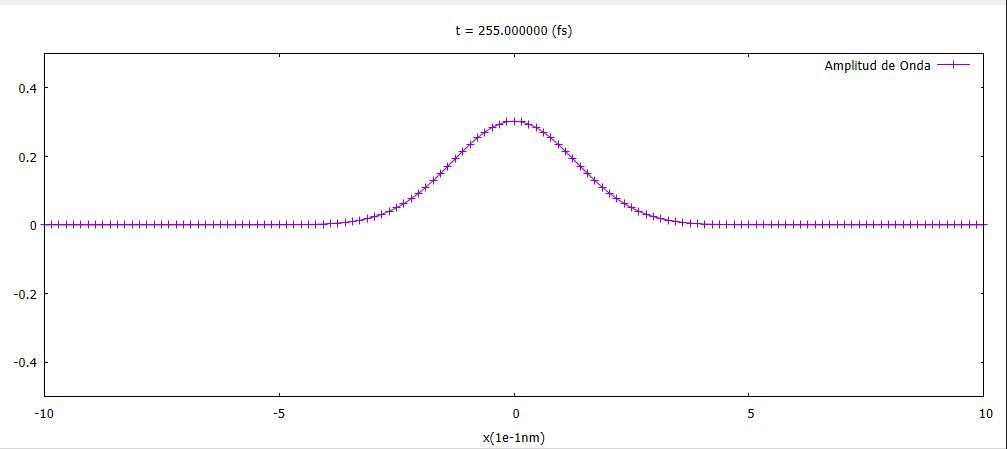 t = 255.000000 (fs)
Amplitud de Onda
0.4
0.2
0
-0.2
-0.4
-10 -5 0 5 10
x(1e-1nm)